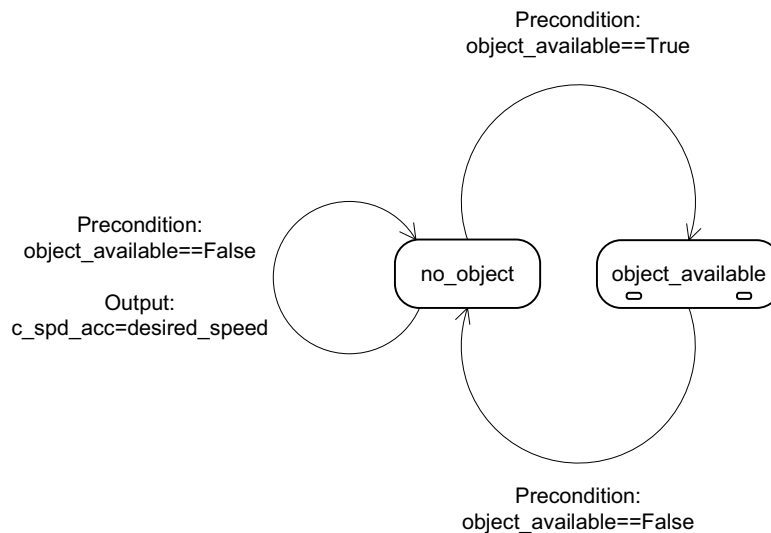 Precondition:
object_available==True
Precondition:
object_available==False
Output:
c_spd_acc=desired_speed
no_object
object_available
Precondition:
object_available==False